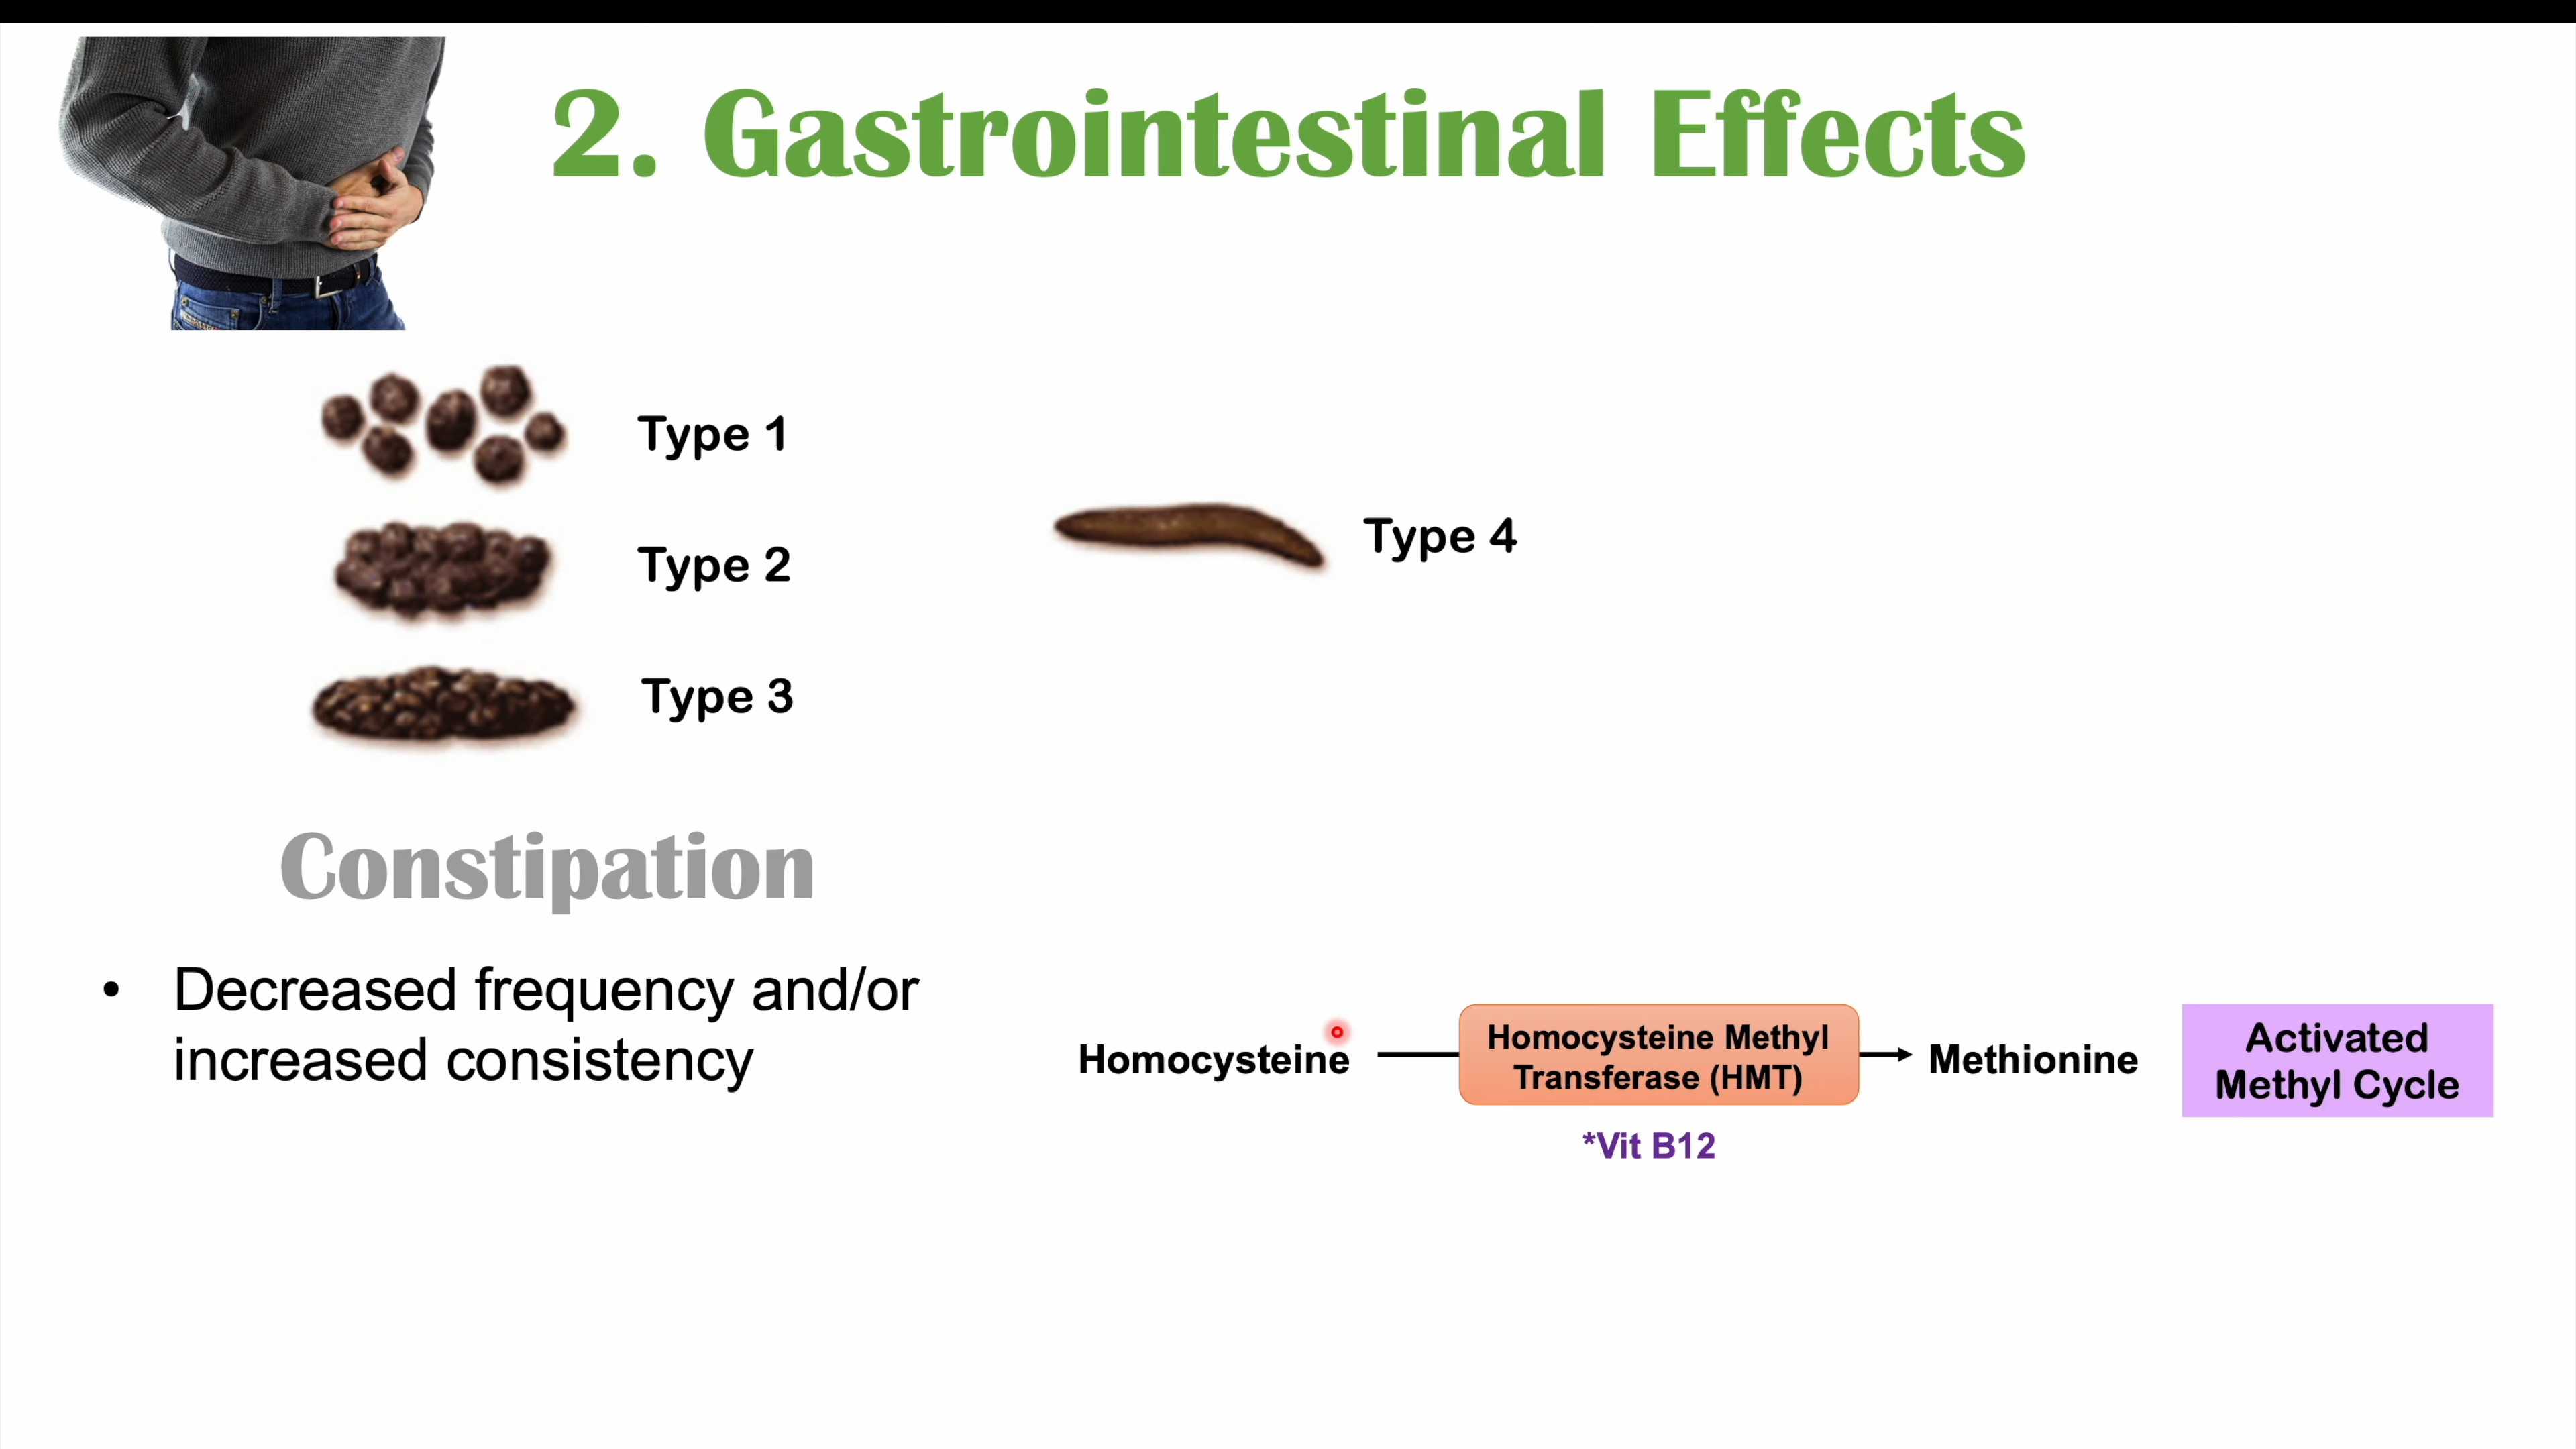 2. Gastrointestinal Effects
Type 1
Type 2
Type 3
Type 4
Constipation
• Decreased frequency and/or
increased consistency
Homocysteine
Homocysteine Methyl
Transferase (HMT)
*Vit B12
Methionine
Activated
Methyl Cycle